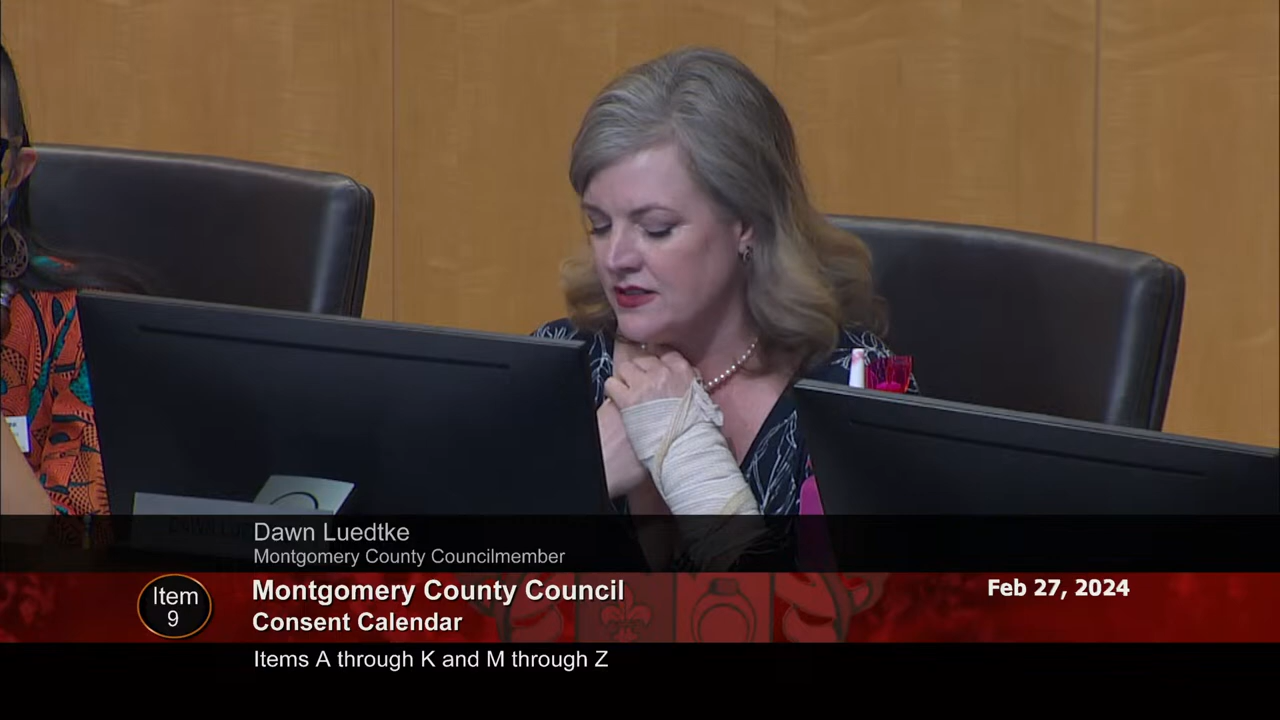 Dawn Luedtke
Montgomery County Councilmember
Item
9
Montgomery County Council
Consent Calendar
Feb 27, 2024
Items A through K and M through Z